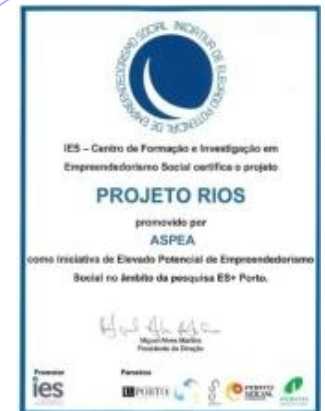 INICIATIVA DE ELEVADO POTENCIAL DE EMPREENDEDORISMO SOCIAL
IES – Centro de Formação e Investigação em
Empreendedorismo Social certifica o projeto
PROJETO RIOS
promovido por
ASPEA
como Iniciativa de Elevado Potencial de Empreendedorismo
Social no âmbito da pesquisa ES+ Porto.
Miguel Alves Martins
Presidente da Direção
Promotor
Parceiros
ies
U.PORTO
PORTO
SOCIAL